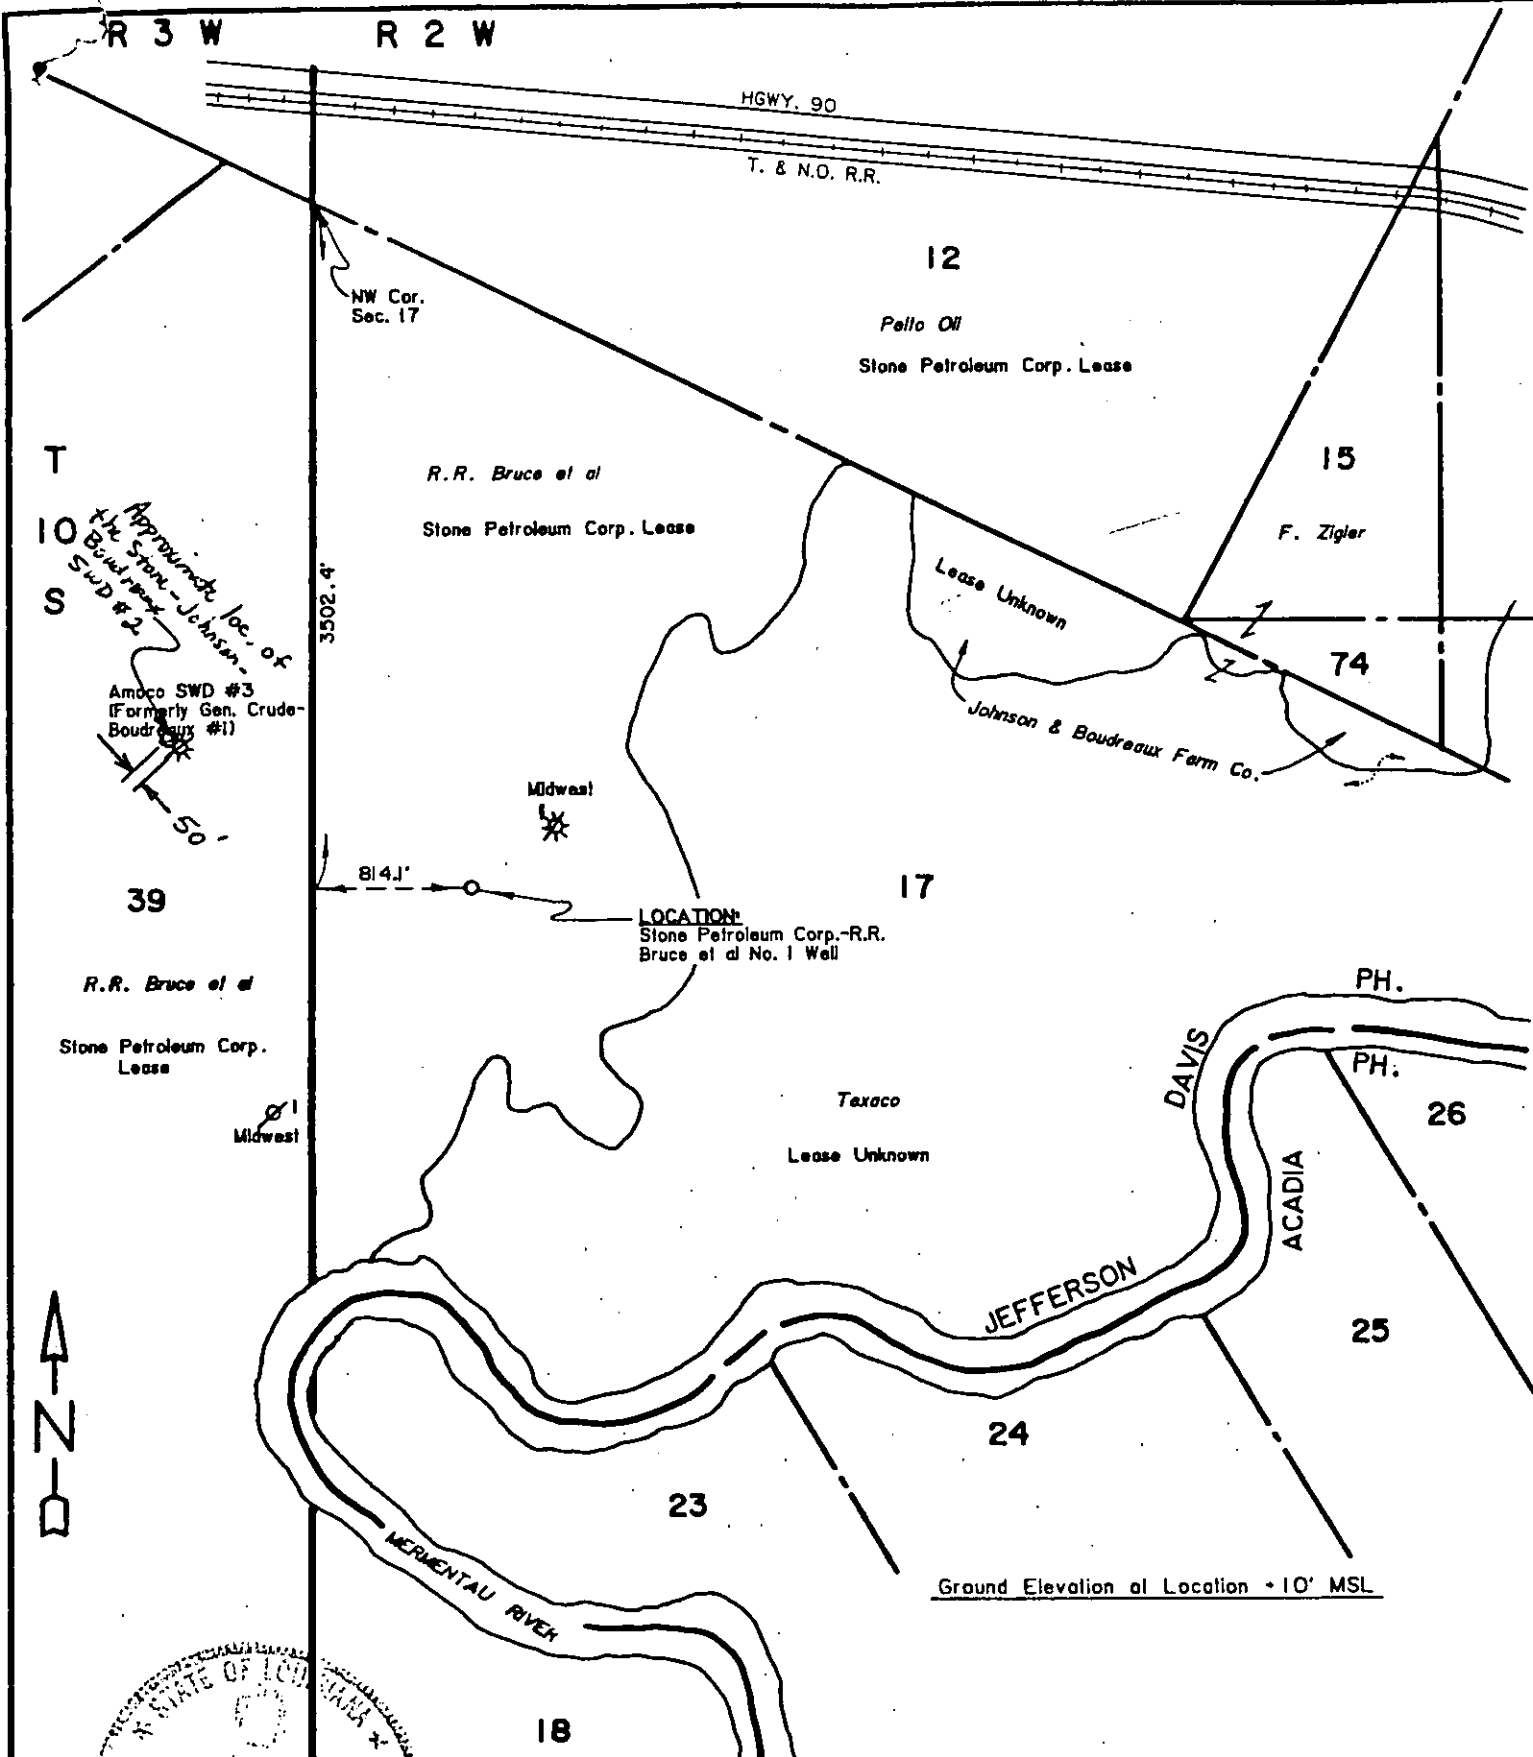 R 3 W
R 2 W
HGWY. 90
T. & N.O. R.R.
NW Cor.
Sec. 17
12
Pelto Oil
Stone Petroleum Corp. Lease
T
10
S
R.R. Bruce et al
Stone Petroleum Corp. Lease
15
F. Zigler
Approximate loc. of
the Stone-Johnson-
Boudreaux
SWD #2
3502.4'
Lease Unknown
74
Amoco SWD #3
(Formerly Gen. Crude-
Boudreaux #1)
Johnson & Boudreaux Farm Co.
50'
Midwest
1
814.1'
39
17
LOCATION:
Stone Petroleum Corp.-R.R.
Bruce et al No. 1 Well
R.R. Bruce et al
Stone Petroleum Corp.
Lease
PH.
DAVIS
PH.
1
Midwest
Texaco
Lease Unknown
26
ACADIA
JEFFERSON
25
N
24
23
MERMENTAU RIVER
Ground Elevation at Location + 10' MSL
STATE OF LOUISIANA
18